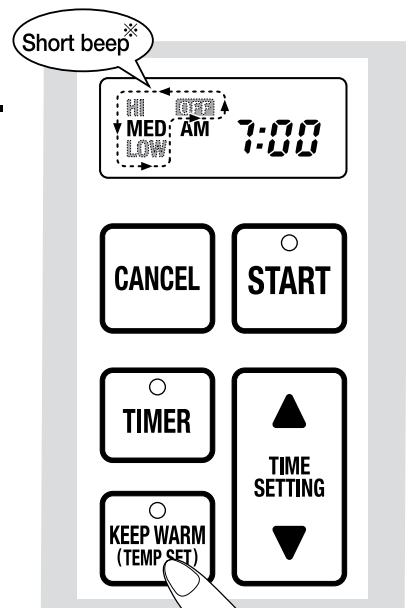 Short beep※
HI OFF
MED AM 7:00
LOW
CANCEL
START
TIMER
TIME
SETTING
KEEP WARM
(TEMP SET)